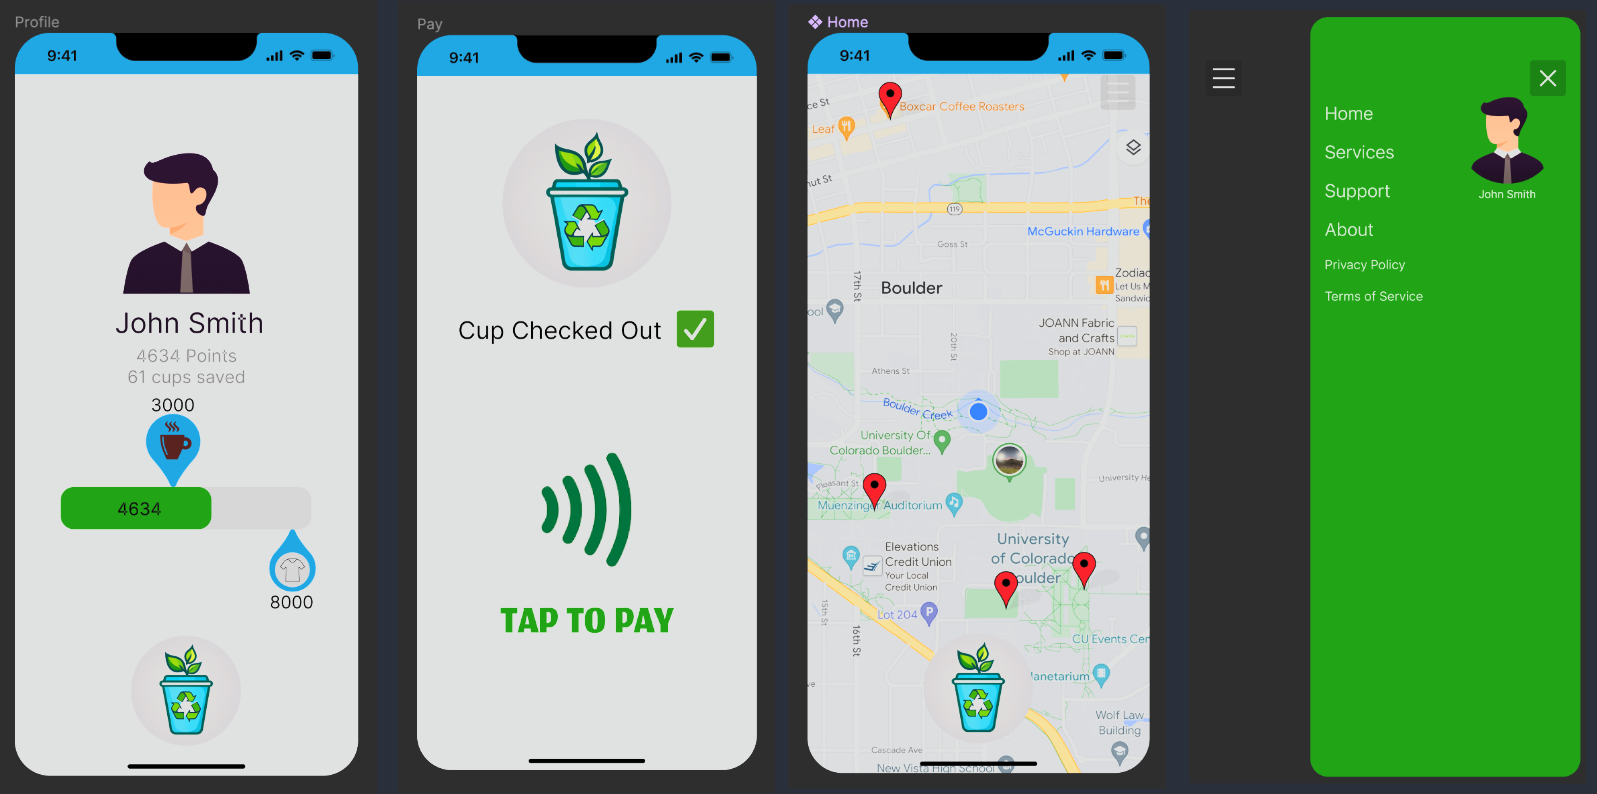 Profile
9:41
John Smith
4634 Points
61 cups saved
3000
4634
8000
Pay
9:41
Cup Checked Out
TAP TO PAY
Home
9:41
ce St
Boxcar Coffee Roasters
Leaf
nut St
119
The
McGuckin Hardware
Goss St
17th St
Boulder
Zodiac
Let Us M
Sandwic
ool
JOANN Fabric
and Crafts
Shop at JOANN
20th St
Athens St
Boulder Creek
University Of
Colorado Boulder...
Pleasant St
University He
Muenzinger Auditorium
University
of Colorado
Boulder
Elevations
Credit Union
Your Local
Credit Union
15th St
16th St
Lot 204
P
CU Events Cen
lanetarium
ve
Wolf Law
Building
Cascade Ave
New Vista High School
Home
Services
Support
About
Privacy Policy
Terms of Service
John Smith